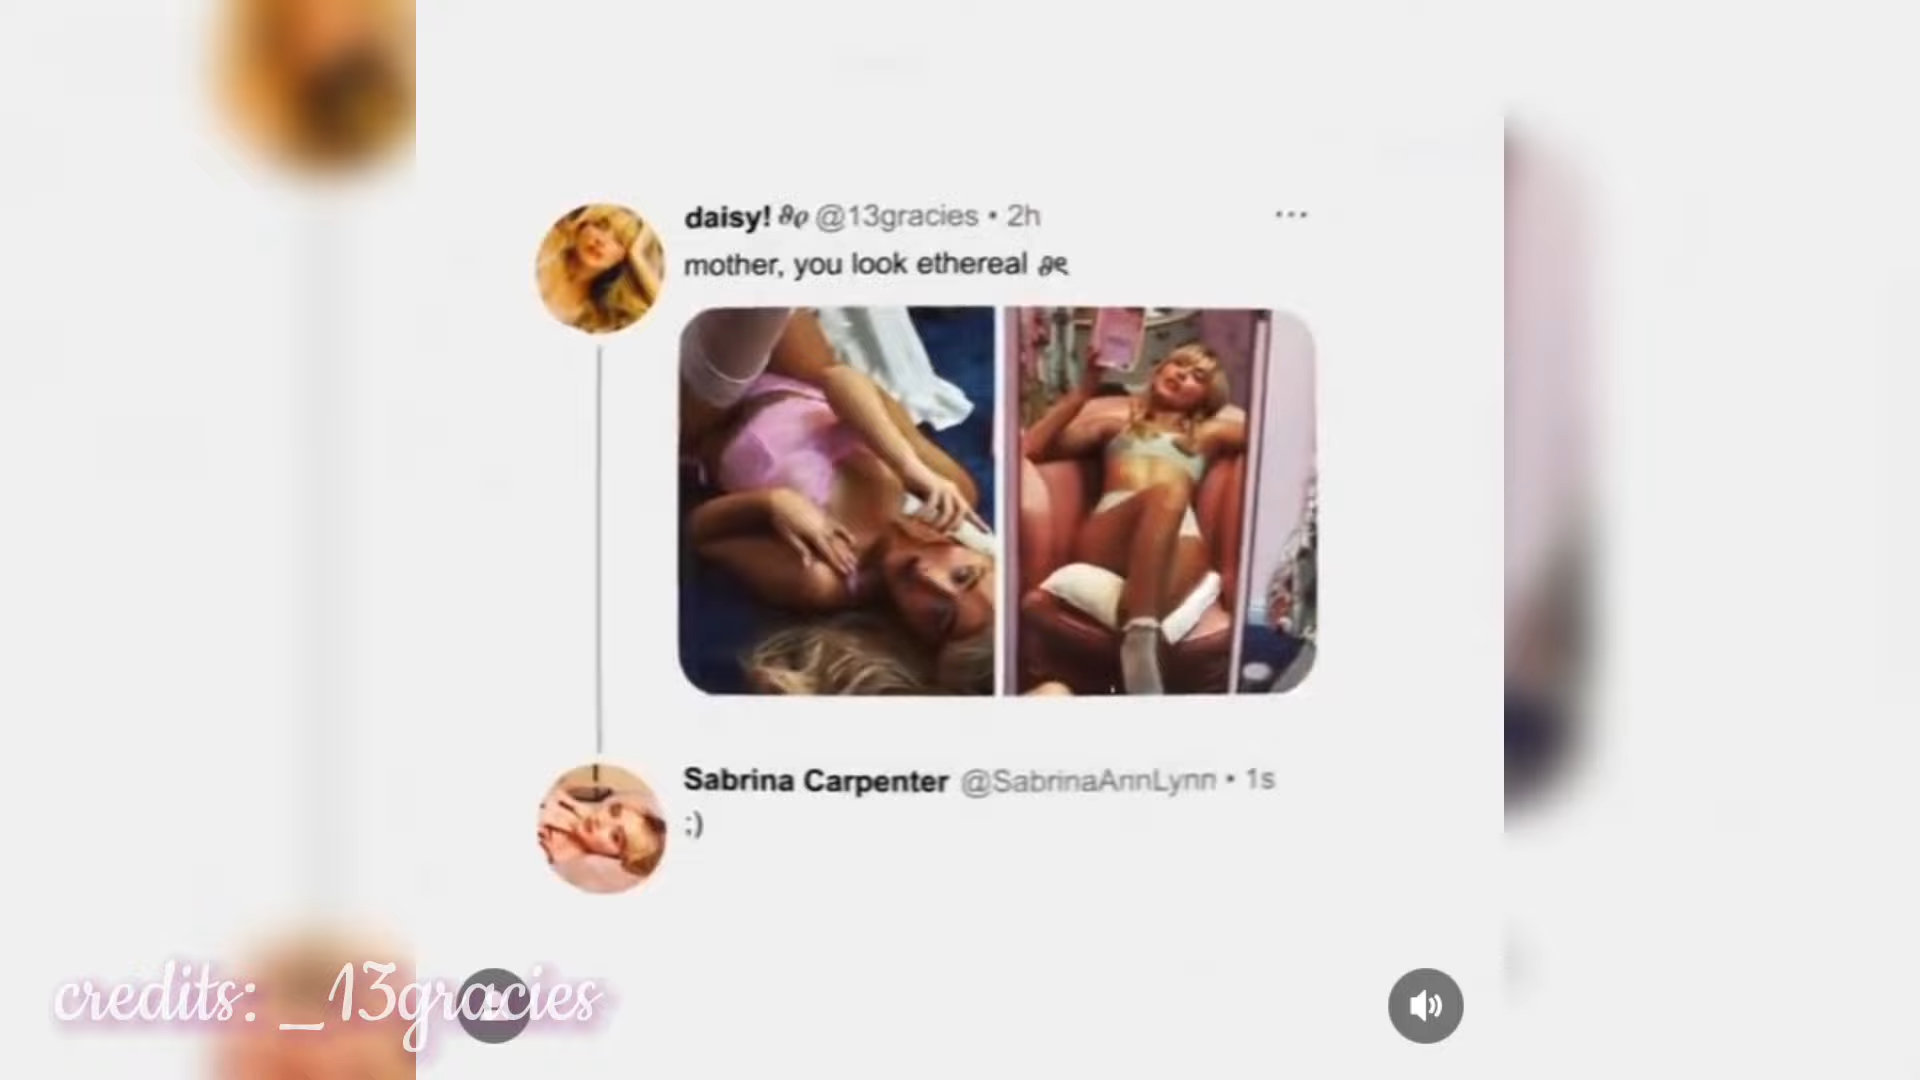 daisy! @13gracies • 2h
mother, you look ethereal
Sabrina Carpenter @SabrinaAnnLynn • 1s
;)
credits: _13gracies